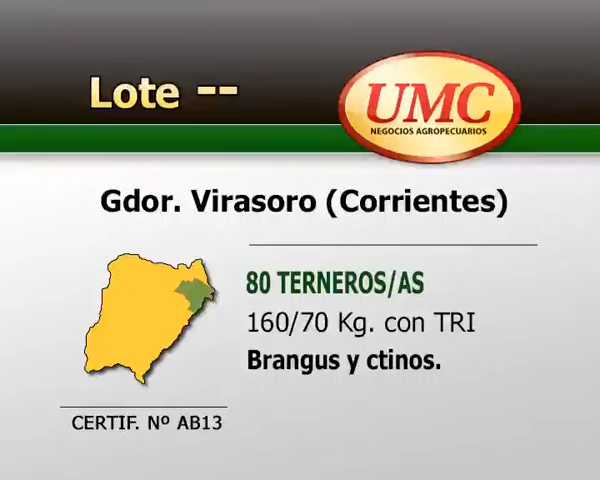 Lote --
UMC
NEGOCIOS AGROPECUARIOS
Gdor. Virasoro (Corrientes)
80 TERNEROS/AS
160/70 Kg. con TRI
Brangus y ctinos.
CERTIF. Nº AB13